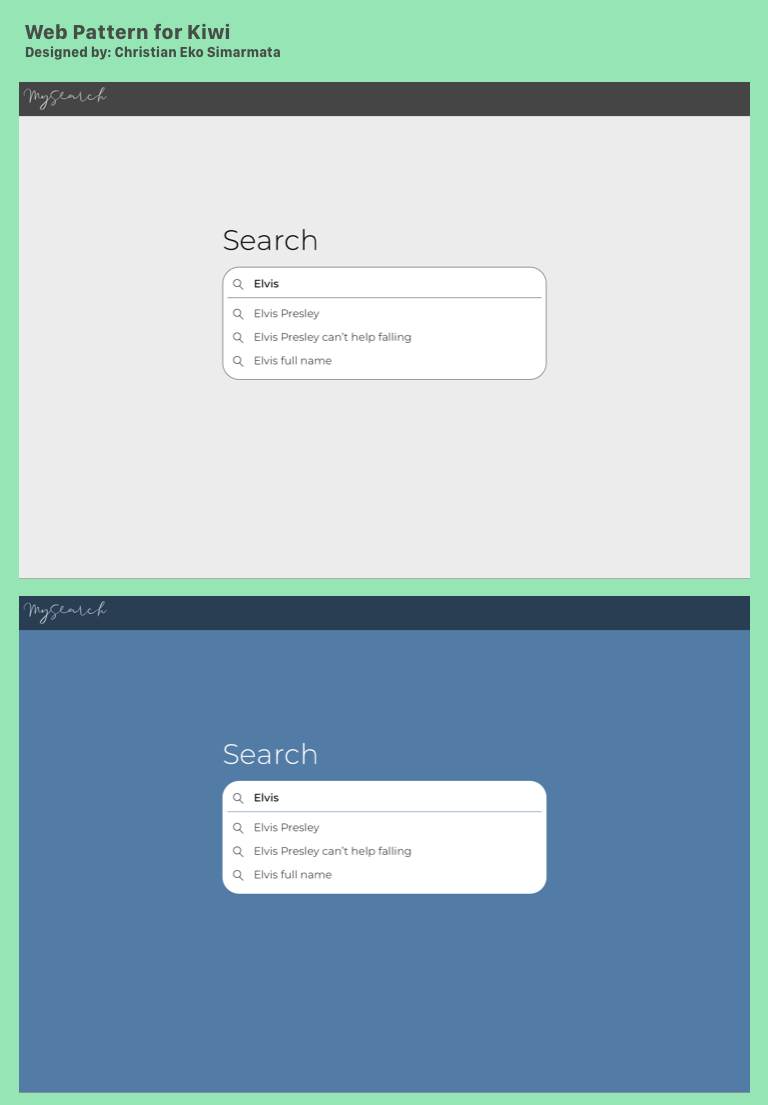 Web Pattern for Kiwi
Designed by: Christian Eko Simarmata
MySearch
Search
Elvis
Elvis Presley
Elvis Presley can't help falling
Elvis full name
MySearch
Search
Elvis
Elvis Presley
Elvis Presley can't help falling
Elvis full name